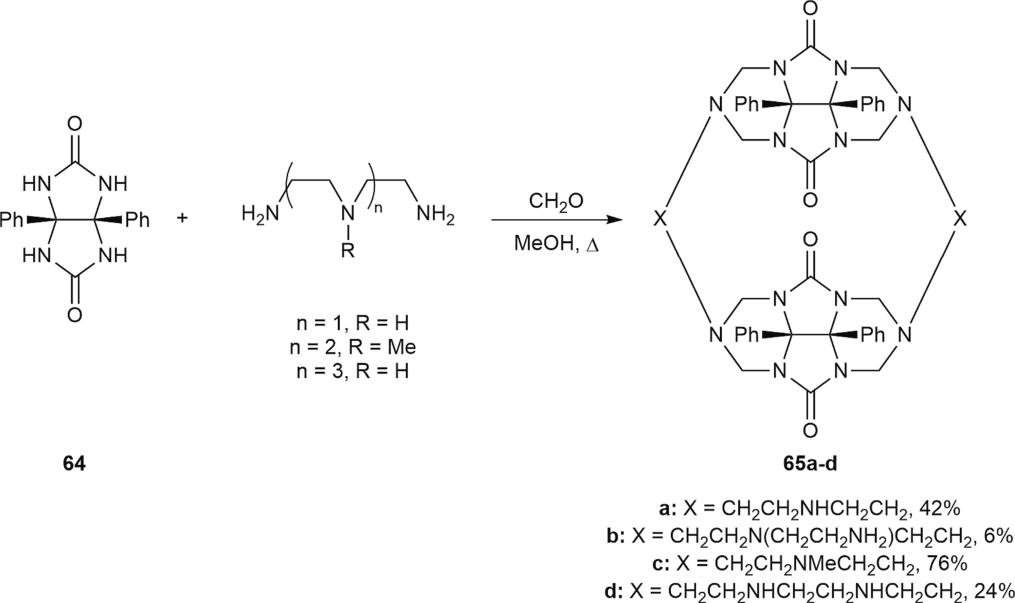 O
N
N
N
Ph
Ph
N
N
N
O
O
HN
NH
Ph
Ph
HN
NH
O
+
H₂N
N
R
n
NH₂
CH₂O
MeOH, Δ
X
X
O
N
N
N
Ph
Ph
N
N
N
O
n = 1, R = H
n = 2, R = Me
n = 3, R = H
64
65a-d
a: X = CH₂CH₂NHCH₂CH₂, 42%
b: X = CH₂CH₂N(CH₂CH₂NH₂)CH₂CH₂, 6%
c: X = CH₂CH₂NMeCH₂CH₂, 76%
d: X = CH₂CH₂NHCH₂CH₂NHCH₂CH₂, 24%